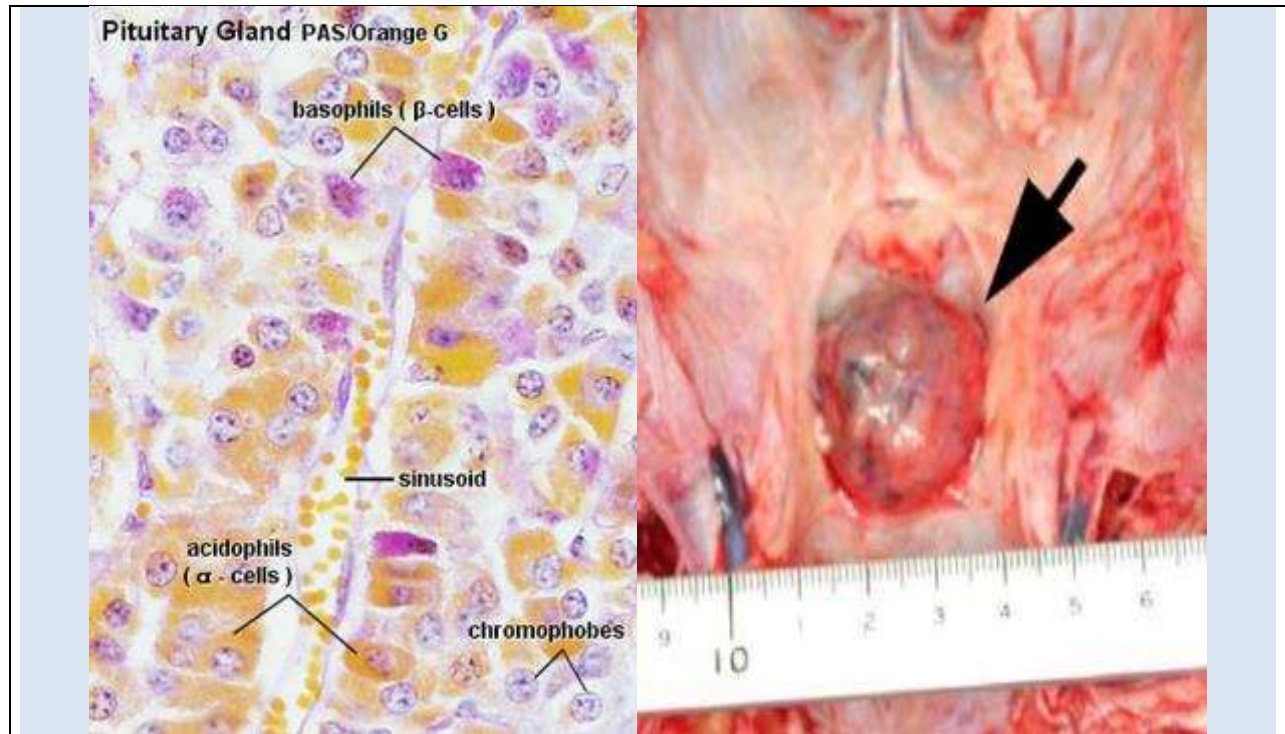 Pituitary Gland PAS/Orange G
basophils ( β-cells )
sinusoid
acidophils
( α - cells )
chromophobes
9 10 1 2 3 4 5 6